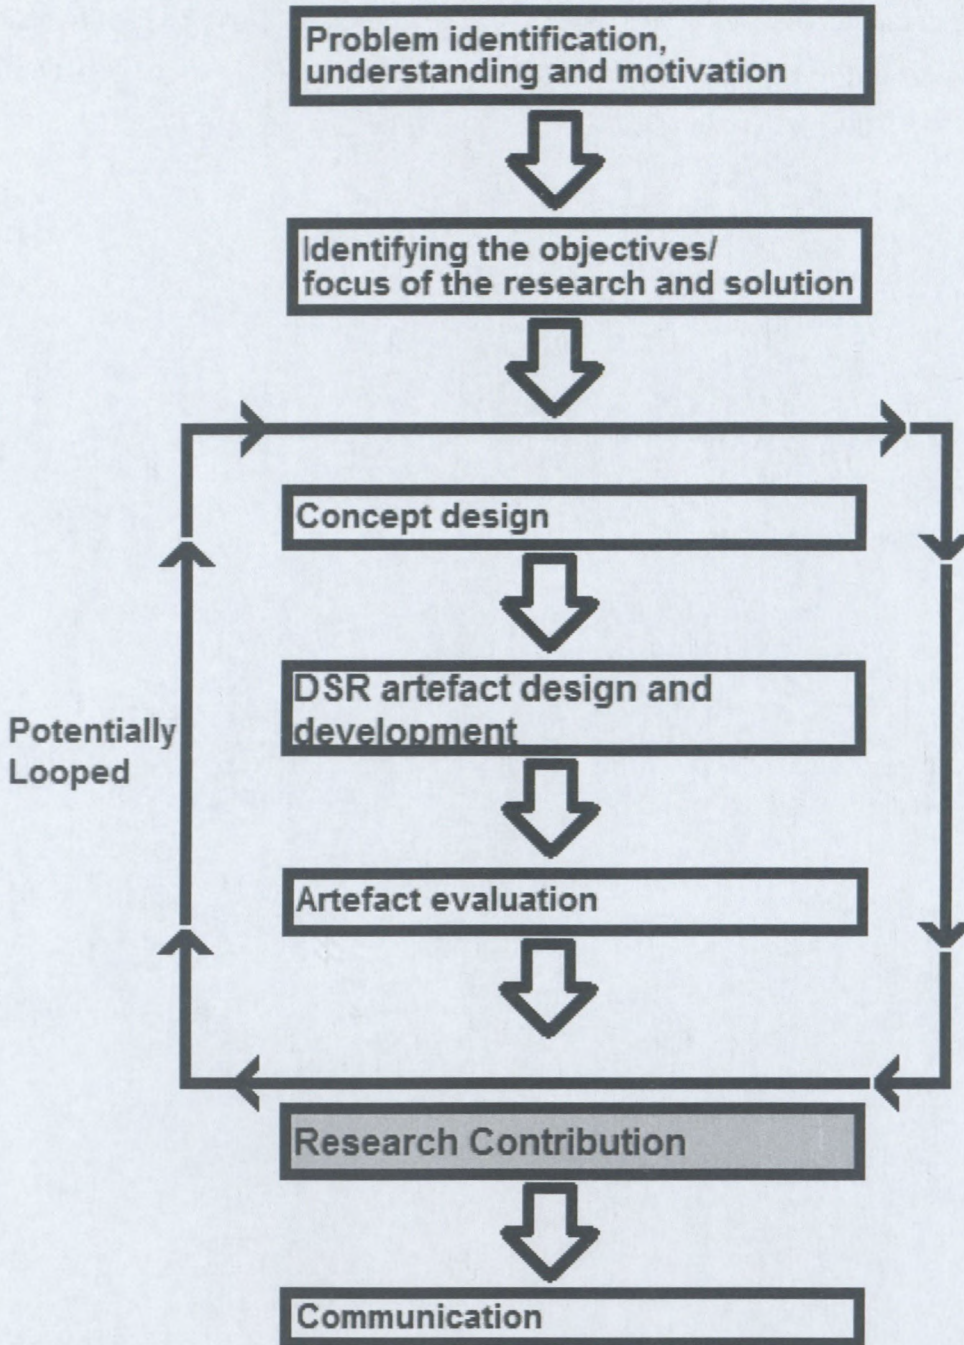 Problem identification,
understanding and motivation
Identifying the objectives/
focus of the research and solution
Concept design
DSR artefact design and
development
Potentially
Looped
Artefact evaluation
Research Contribution
Communication